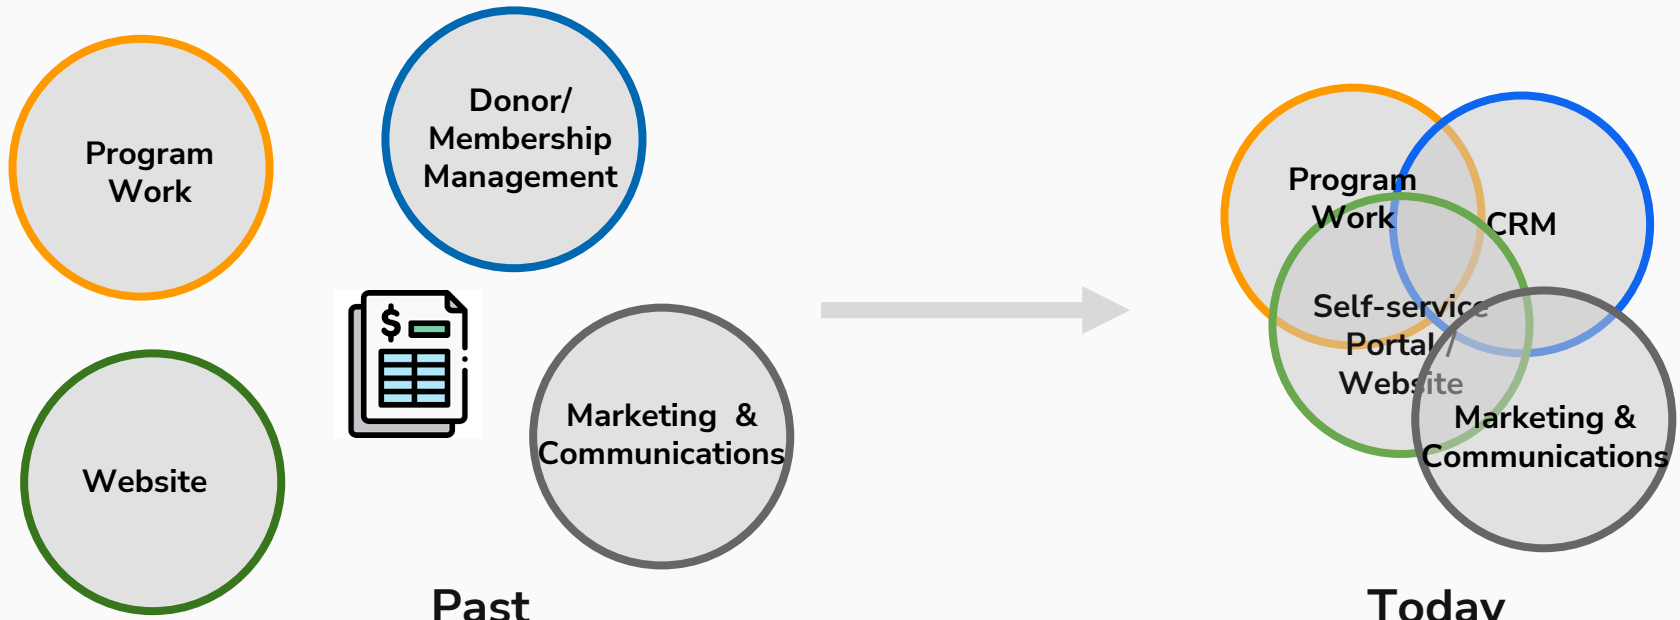 Program
Work
Donor/
Membership
Management
$
Website
Marketing &
Communications
Past
Program
Work
CRM
Self-service
Portal /
Website
Marketing &
Communications
Today